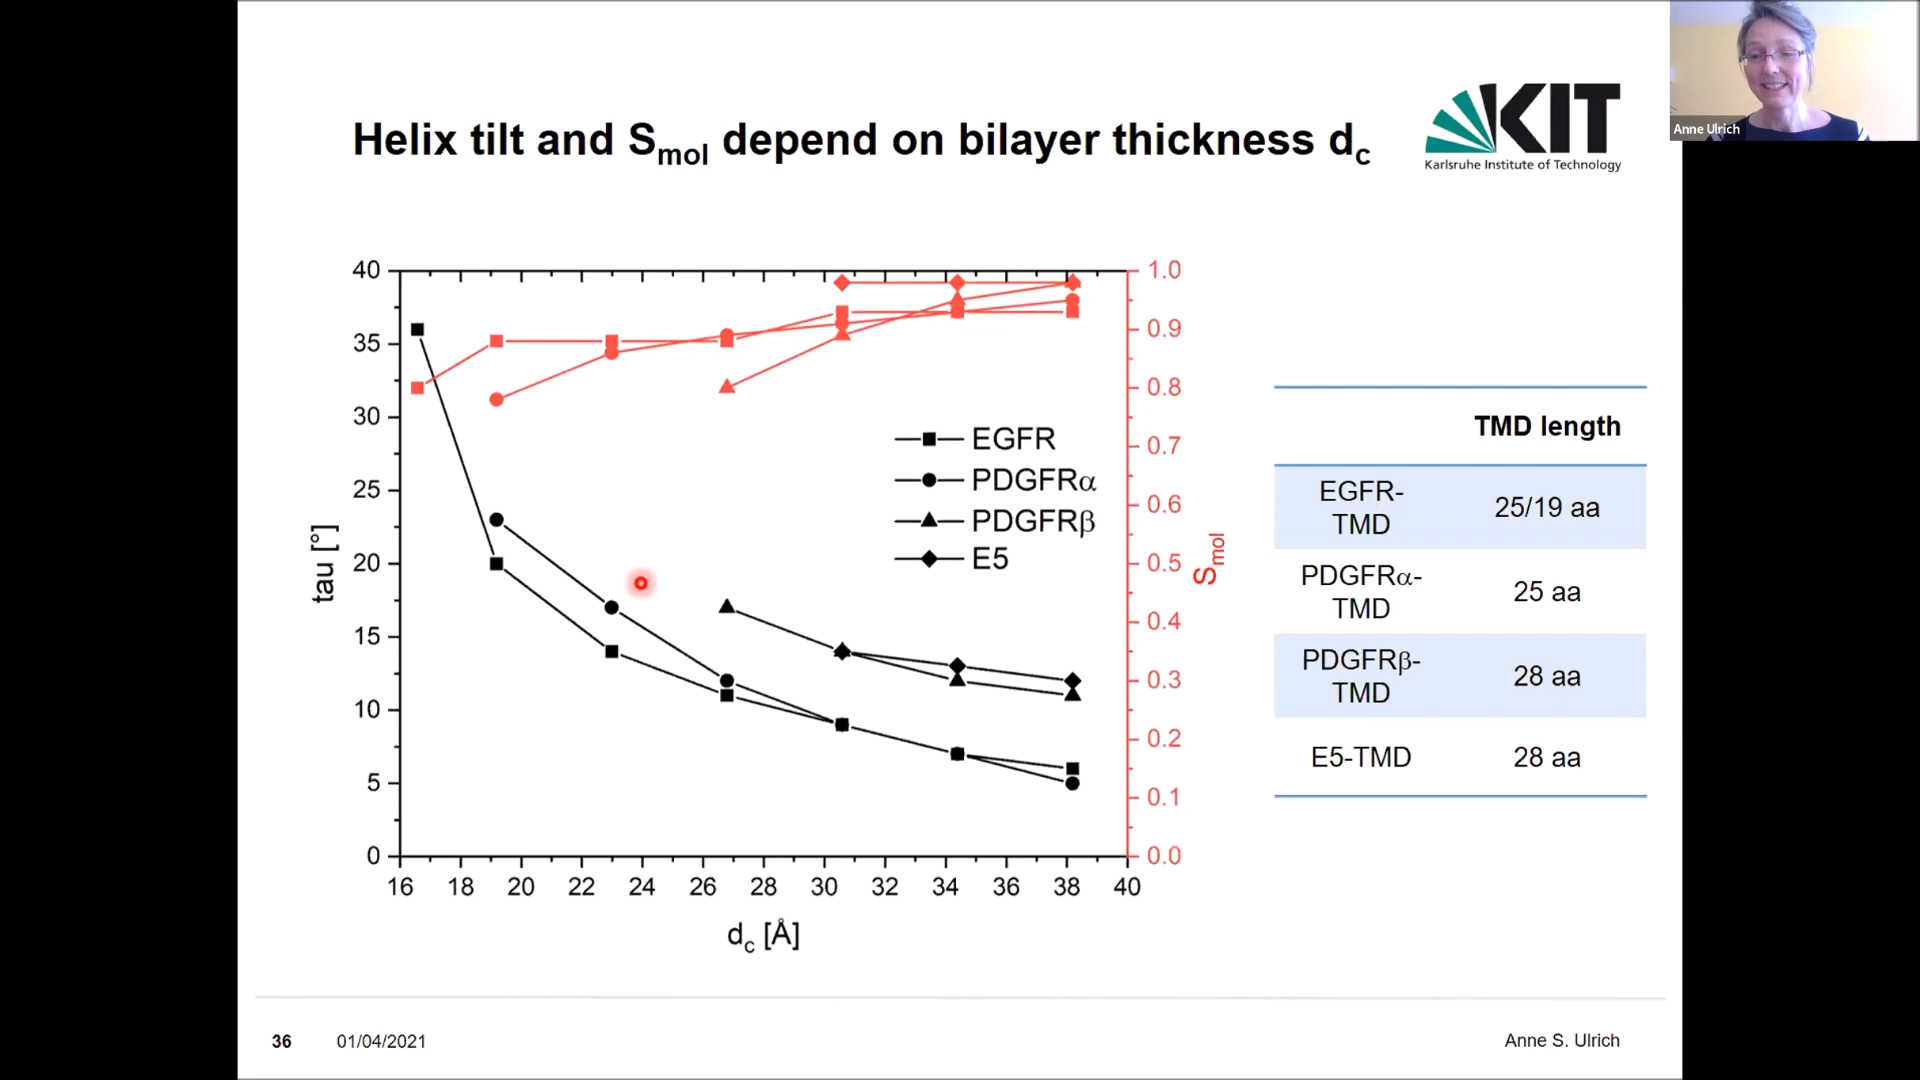 Helix tilt and Smol depend on bilayer thickness dc
KIT
Karlsruhe Institute of Technology
Anne Ulrich
40
35
30
25
20
15
10
5
0
tau [°]
16 18 20 22 24 26 28 30 32 34 36 38 40
dc [Å]
1.0
0.9
0.8
0.7
0.6
0.5
0.4
0.3
0.2
0.1
0.0
Smol
EGFR
PDGFRα
PDGFRβ
E5
TMD length
EGFR-
TMD
25/19 aa
PDGFRα-
TMD
25 aa
PDGFRβ-
TMD
28 aa
E5-TMD
28 aa
36 01/04/2021
Anne S. Ulrich